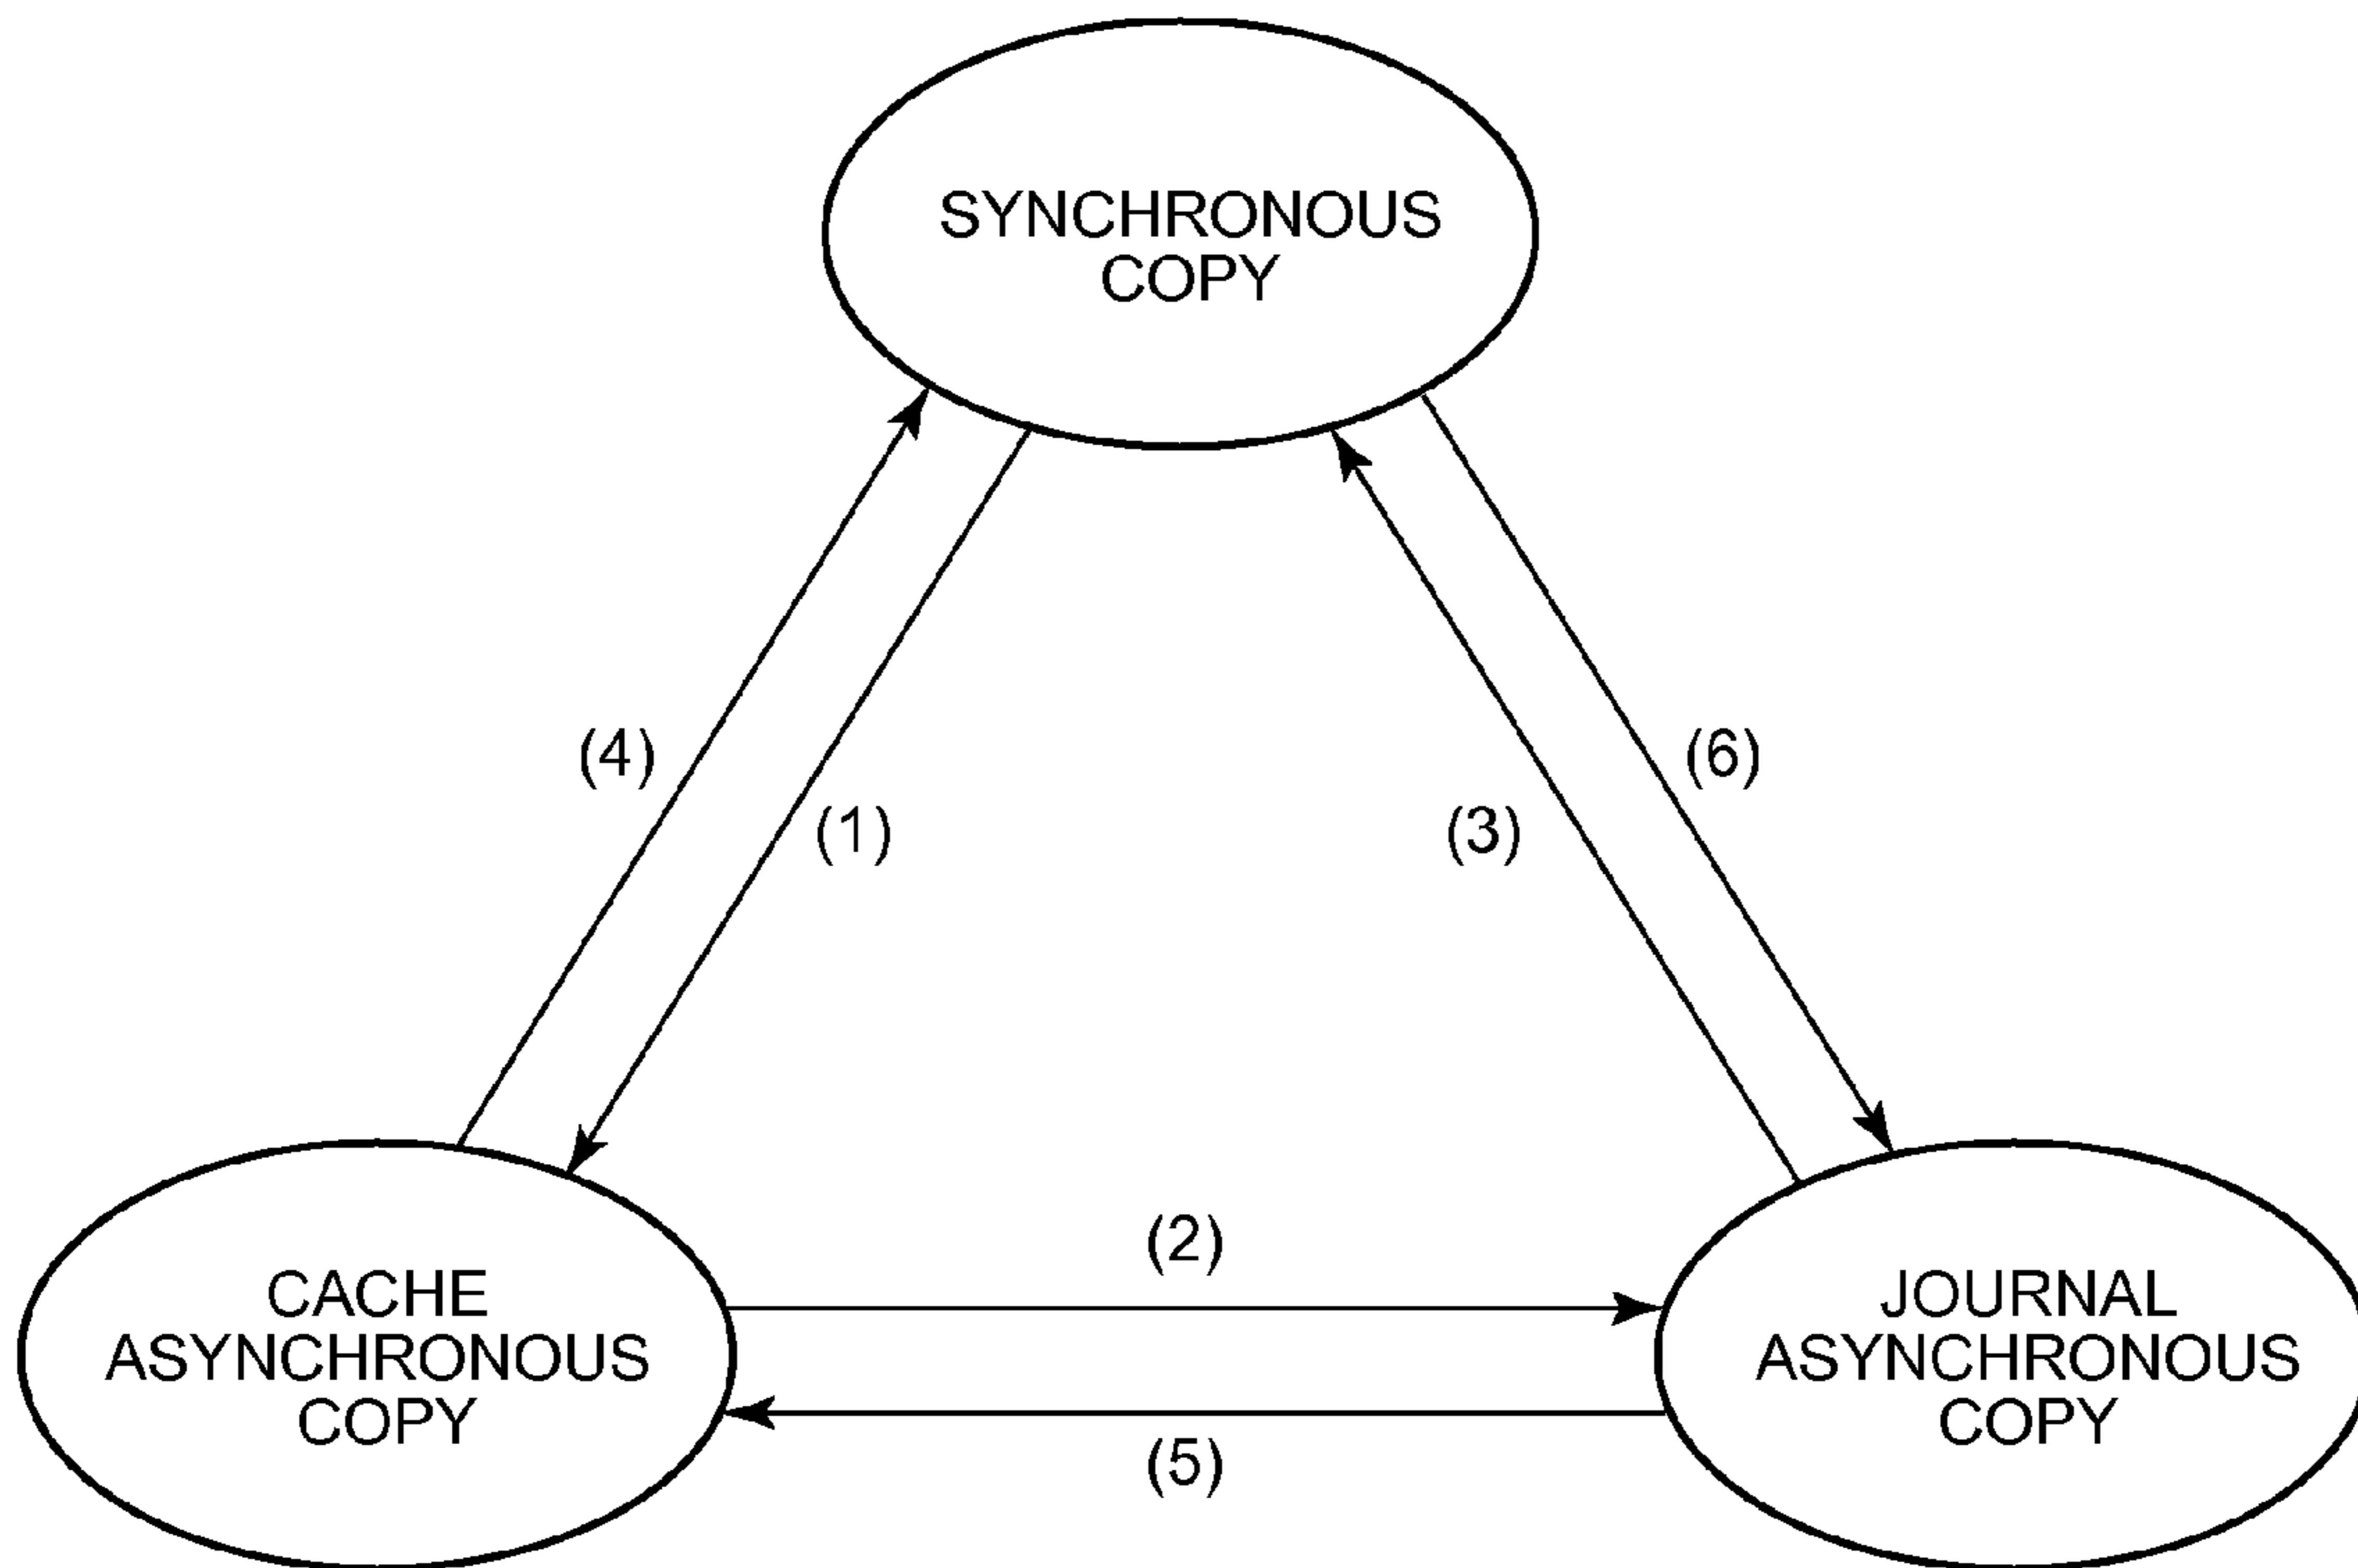 SYNCHRONOUS
COPY
(4)
(6)
(1)
(3)
(2)
CACHE
ASYNCHRONOUS
COPY
JOURNAL
ASYNCHRONOUS
COPY
(5)